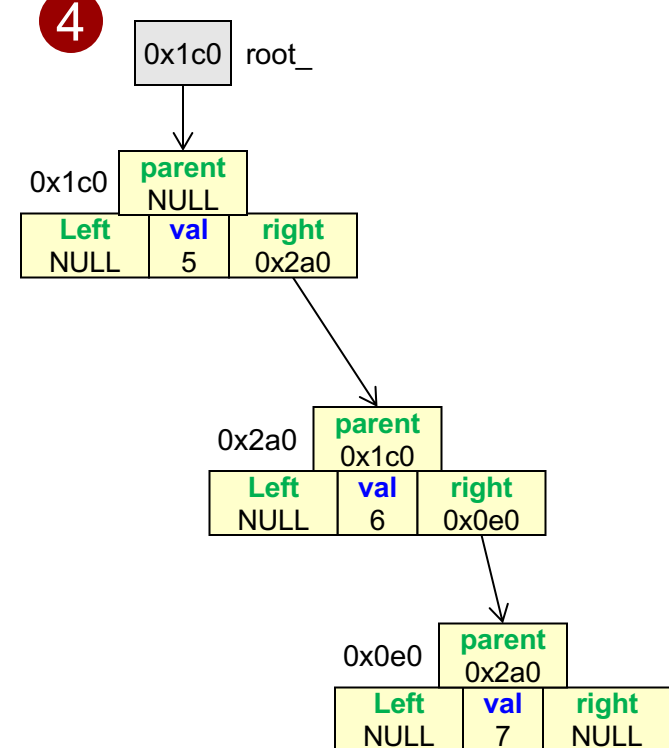 4
0x1c0 root_
0x1c0
parent
NULL
Left val right
NULL 5 0x2a0
0x2a0
parent
0x1c0
Left val right
NULL 6 0x0e0
0x0e0
parent
0x2a0
Left val right
NULL 7 NULL